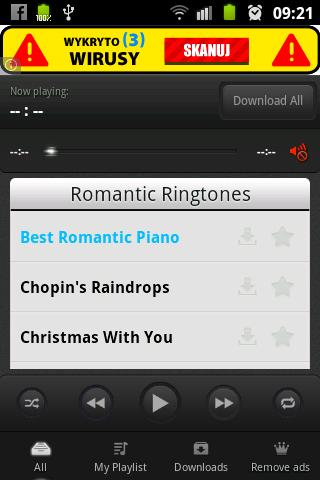 100%
09:21
WYKRYTO (3)
WIRUSY
SKANUJ
Now playing:
-- : --
Download All
--:--
--:--
Romantic Ringtones
Best Romantic Piano
Chopin's Raindrops
Christmas With You
All
My Playlist
Downloads
Remove ads